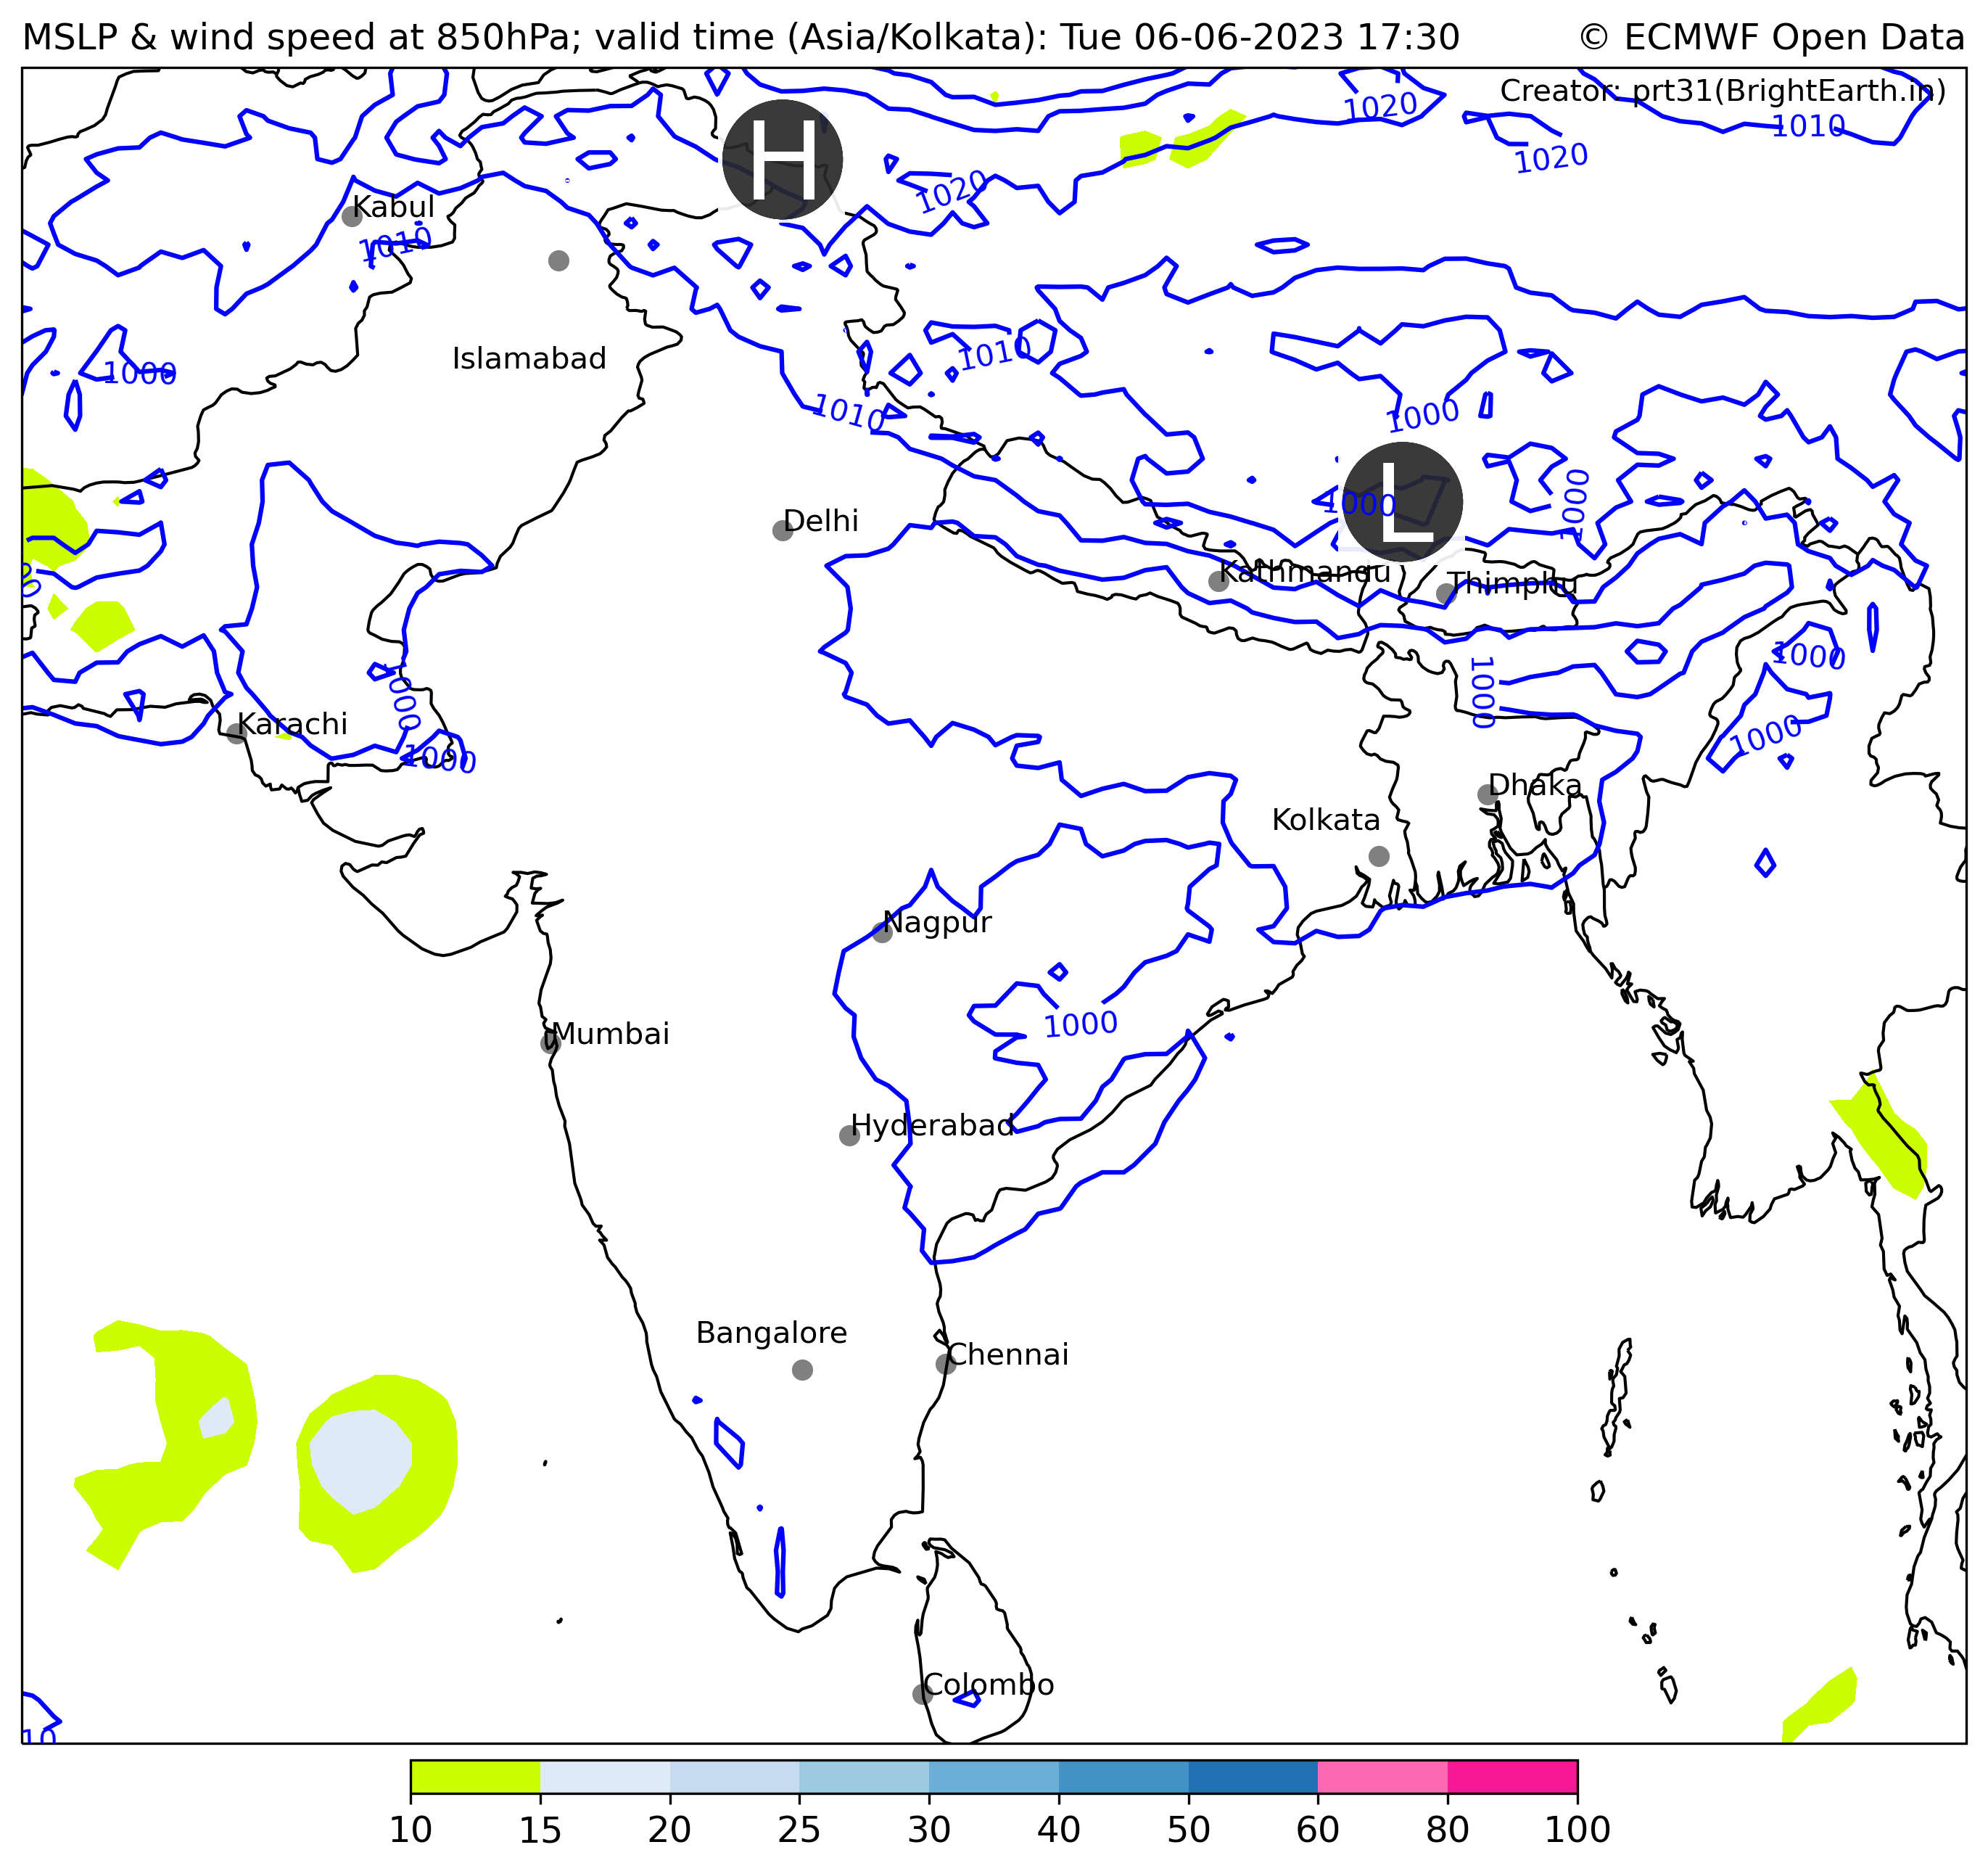 MSLP & wind speed at 850hPa; valid time (Asia/Kolkata): Tue 06-06-2023 17:30
© ECMWF Open Data
Creator: prt31(BrightEarth.in)
1020
1010
H
1020
1020
Kabul
1010
Islamabad
1010
1000
1010
1000
1000
L
1000
Delhi
Kathmandu
Thimphu
1000
1000
1000
1000
Karachi
1000
Dhaka
Kolkata
Nagpur
1000
Mumbai
Hyderabad
Bangalore
Chennai
Colombo
10
10 15 20 25 30 40 50 60 80 100